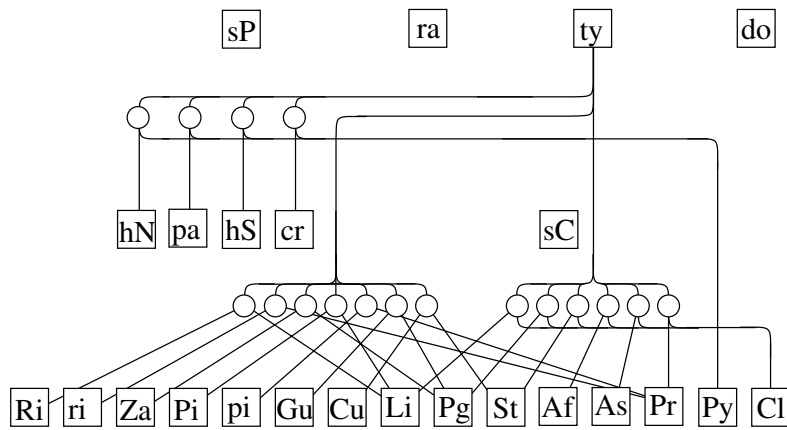 sP ra ty do
hN pa hS cr sC
Ri ri Za Pi pi Gu Cu Li Pg St Af As Pr Py Cl